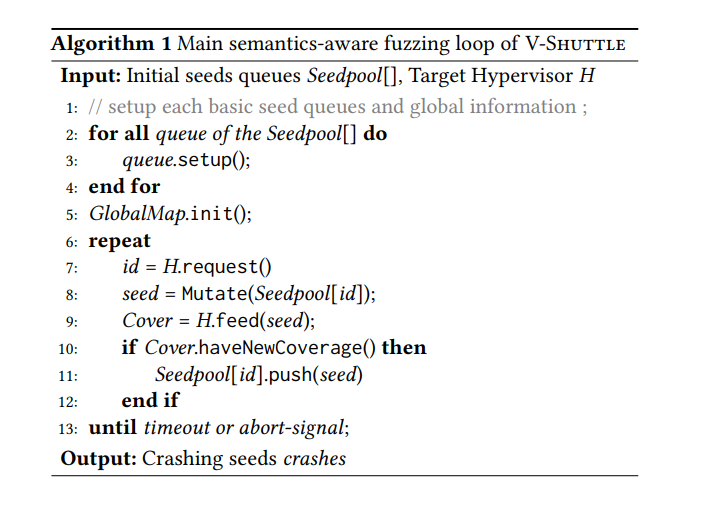 Algorithm 1 Main semantics-aware fuzzing loop of V-Shuttle
Input: Initial seeds queues Seedpool[], Target Hypervisor H
1: // setup each basic seed queues and global information ;
2: for all queue of the Seedpool[] do
3: queue.setup();
4: end for
5: GlobalMap.init();
6: repeat
7: id = H.request()
8: seed = Mutate(Seedpool[id]);
9: Cover = H.feed(seed);
10: if Cover.haveNewCoverage() then
11: Seedpool[id].push(seed)
12: end if
13: until timeout or abort-signal;
Output: Crashing seeds crashes